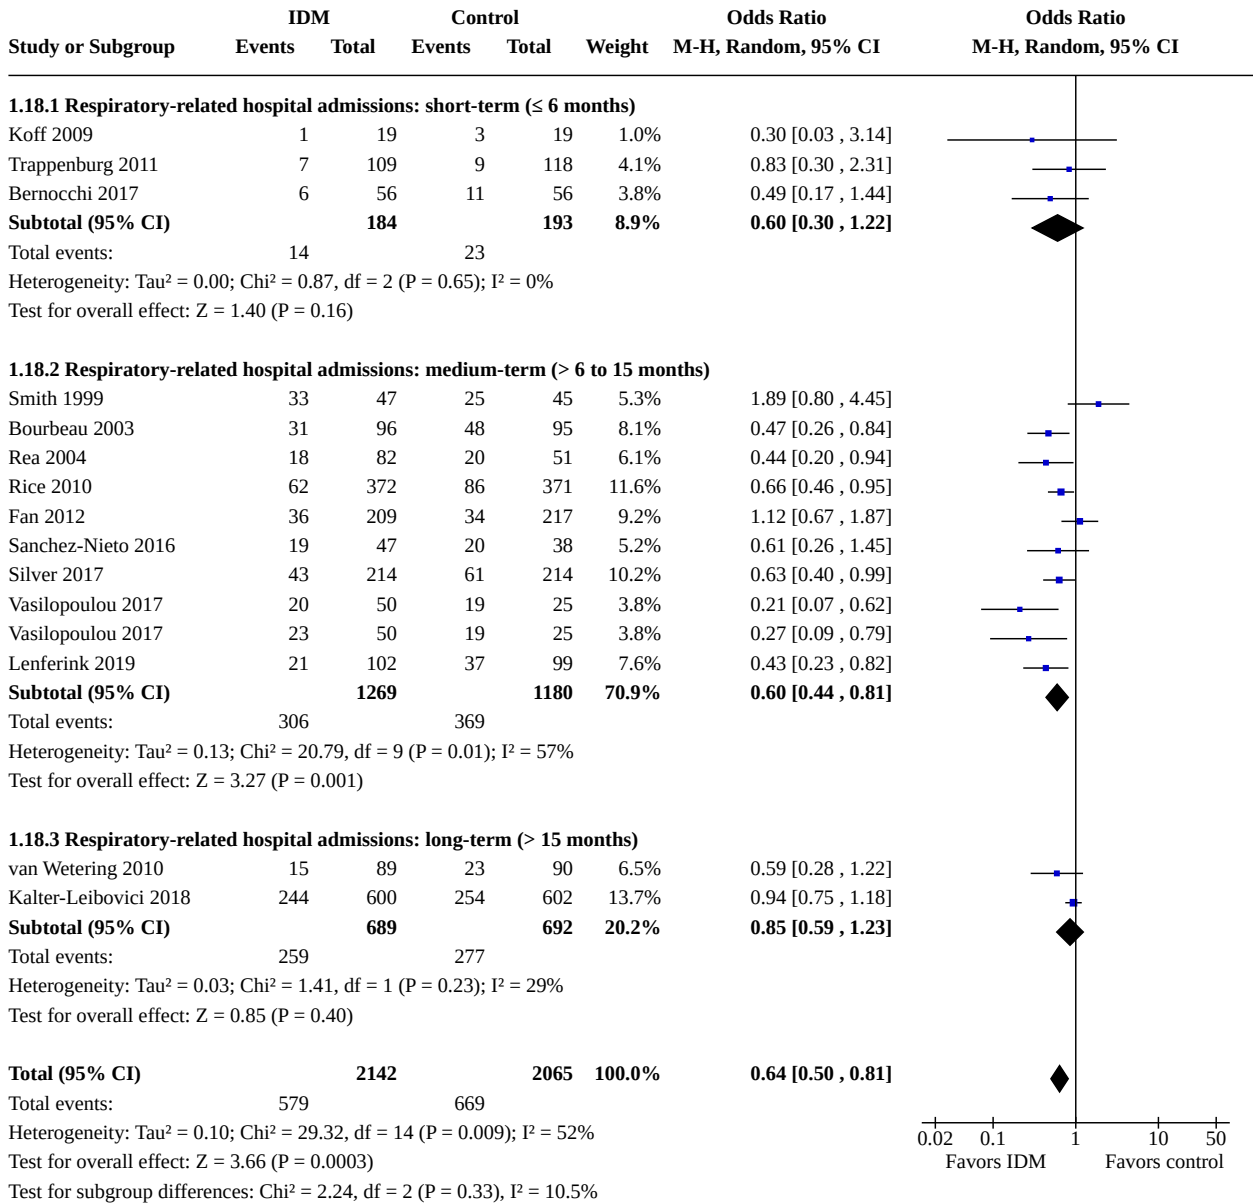 IDM Control Odds Ratio Odds Ratio
Study or Subgroup Events Total Events Total Weight M-H, Random, 95% CI M-H, Random, 95% CI
1.18.1 Respiratory-related hospital admissions: short-term (≤ 6 months)
Koff 2009 1 19 3 19 1.0% 0.30 [0.03 , 3.14]
Trappenburg 2011 7 109 9 118 4.1% 0.83 [0.30 , 2.31]
Bernocchi 2017 6 56 11 56 3.8% 0.49 [0.17 , 1.44]
Subtotal (95% CI) 184 193 8.9% 0.60 [0.30 , 1.22]
Total events: 14 23
Heterogeneity: Tau² = 0.00; Chi² = 0.87, df = 2 (P = 0.65); I² = 0%
Test for overall effect: Z = 1.40 (P = 0.16)
1.18.2 Respiratory-related hospital admissions: medium-term (> 6 to 15 months)
Smith 1999 33 47 25 45 5.3% 1.89 [0.80 , 4.45]
Bourbeau 2003 31 96 48 95 8.1% 0.47 [0.26 , 0.84]
Rea 2004 18 82 20 51 6.1% 0.44 [0.20 , 0.94]
Rice 2010 62 372 86 371 11.6% 0.66 [0.46 , 0.95]
Fan 2012 36 209 34 217 9.2% 1.12 [0.67 , 1.87]
Sanchez-Nieto 2016 19 47 20 38 5.2% 0.61 [0.26 , 1.45]
Silver 2017 43 214 61 214 10.2% 0.63 [0.40 , 0.99]
Vasilopoulou 2017 20 50 19 25 3.8% 0.21 [0.07 , 0.62]
Vasilopoulou 2017 23 50 19 25 3.8% 0.27 [0.09 , 0.79]
Lenferink 2019 21 102 37 99 7.6% 0.43 [0.23 , 0.82]
Subtotal (95% CI) 1269 1180 70.9% 0.60 [0.44 , 0.81]
Total events: 306 369
Heterogeneity: Tau² = 0.13; Chi² = 20.79, df = 9 (P = 0.01); I² = 57%
Test for overall effect: Z = 3.27 (P = 0.001)
1.18.3 Respiratory-related hospital admissions: long-term (> 15 months)
van Wetering 2010 15 89 23 90 6.5% 0.59 [0.28 , 1.22]
Kalter-Leibovici 2018 244 600 254 602 13.7% 0.94 [0.75 , 1.18]
Subtotal (95% CI) 689 692 20.2% 0.85 [0.59 , 1.23]
Total events: 259 277
Heterogeneity: Tau² = 0.03; Chi² = 1.41, df = 1 (P = 0.23); I² = 29%
Test for overall effect: Z = 0.85 (P = 0.40)
Total (95% CI) 2142 2065 100.0% 0.64 [0.50 , 0.81]
Total events: 579 669
Heterogeneity: Tau² = 0.10; Chi² = 29.32, df = 14 (P = 0.009); I² = 52%
Test for overall effect: Z = 3.66 (P = 0.0003)
Test for subgroup differences: Chi² = 2.24, df = 2 (P = 0.33), I² = 10.5%
0.02 0.1 1 10 50
Favors IDM Favors control